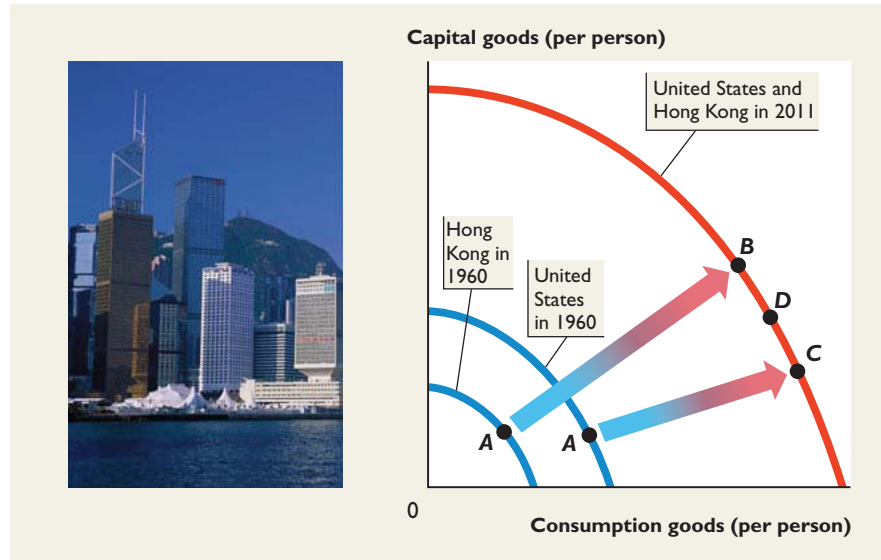 Capital goods (per person)
United States and
Hong Kong in 2011
Hong
Kong in
1960
United
States
in 1960
B
D
C
A
A
0
Consumption goods (per person)